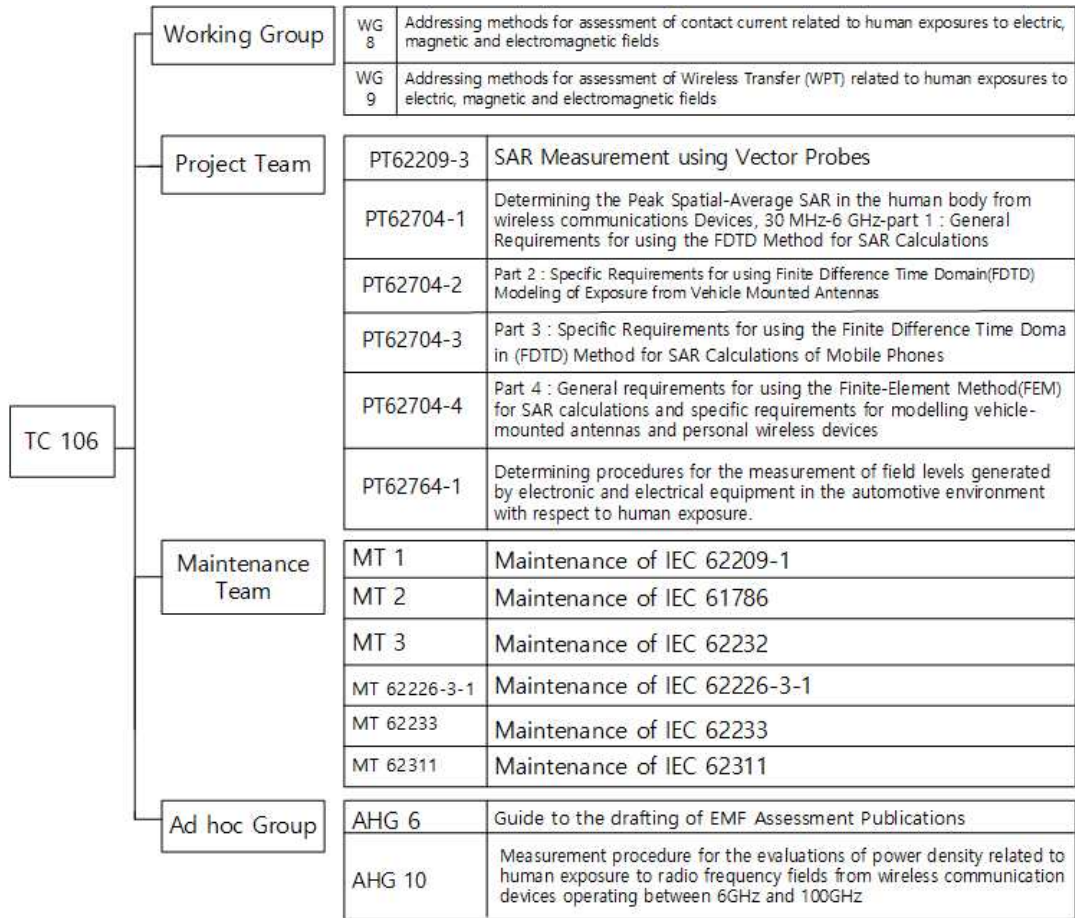 TC 106
Working Group
WG
8
Addressing methods for assessment of contact current related to human exposures to electric,
magnetic and electromagnetic fields
WG
9
Addressing methods for assessment of Wireless Transfer (WPT) related to human exposures to
electric, magnetic and electromagnetic fields
Project Team
PT62209-3
SAR Measurement using Vector Probes
PT62704-1
Determining the Peak Spatial-Average SAR in the human body from
wireless communications Devices, 30 MHz-6 GHz-part 1 : General
Requirements for using the FDTD Method for SAR Calculations
PT62704-2
Part 2 : Specific Requirements for using Finite Difference Time Domain(FDTD)
Modeling of Exposure from Vehicle Mounted Antennas
PT62704-3
Part 3 : Specific Requirements for using the Finite Difference Time Doma
in (FDTD) Method for SAR Calculations of Mobile Phones
PT62704-4
Part 4 : General requirements for using the Finite-Element Method(FEM)
for SAR calculations and specific requirements for modelling vehicle-
mounted antennas and personal wireless devices
PT62764-1
Determining procedures for the measurement of field levels generated
by electronic and electrical equipment in the automotive environment
with respect to human exposure.
Maintenance
Team
MT 1
Maintenance of IEC 62209-1
MT 2
Maintenance of IEC 61786
MT 3
Maintenance of IEC 62232
MT 62226-3-1
Maintenance of IEC 62226-3-1
MT 62233
Maintenance of IEC 62233
MT 62311
Maintenance of IEC 62311
Ad hoc Group
AHG 6
Guide to the drafting of EMF Assessment Publications
AHG 10
Measurement procedure for the evaluations of power density related to
human exposure to radio frequency fields from wireless communication
devices operating between 6GHz and 100GHz